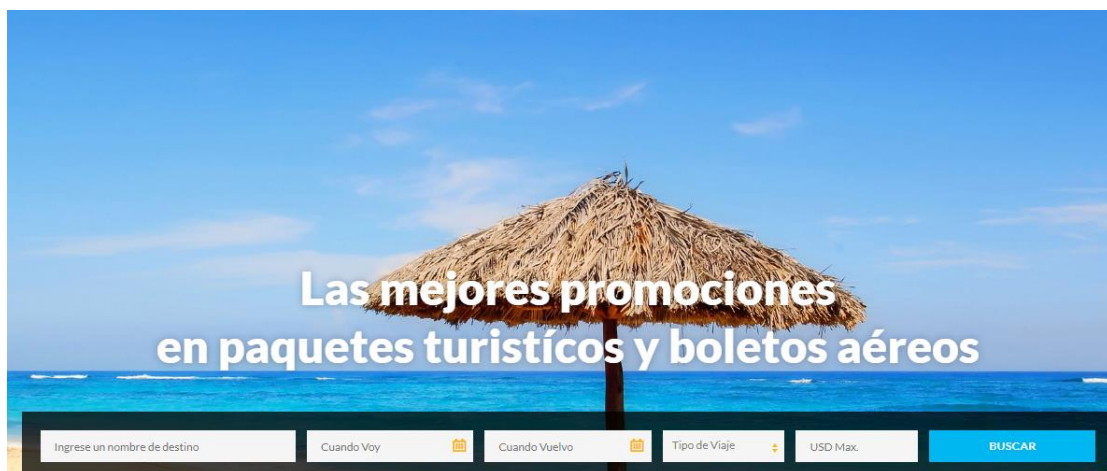 Las mejores promociones
en paquetes turistícos y boletos aéreos
Ingrese un nombre de destino
Cuando Voy
Cuando Vuelvo
Tipo de Viaje
USD Max.
BUSCAR